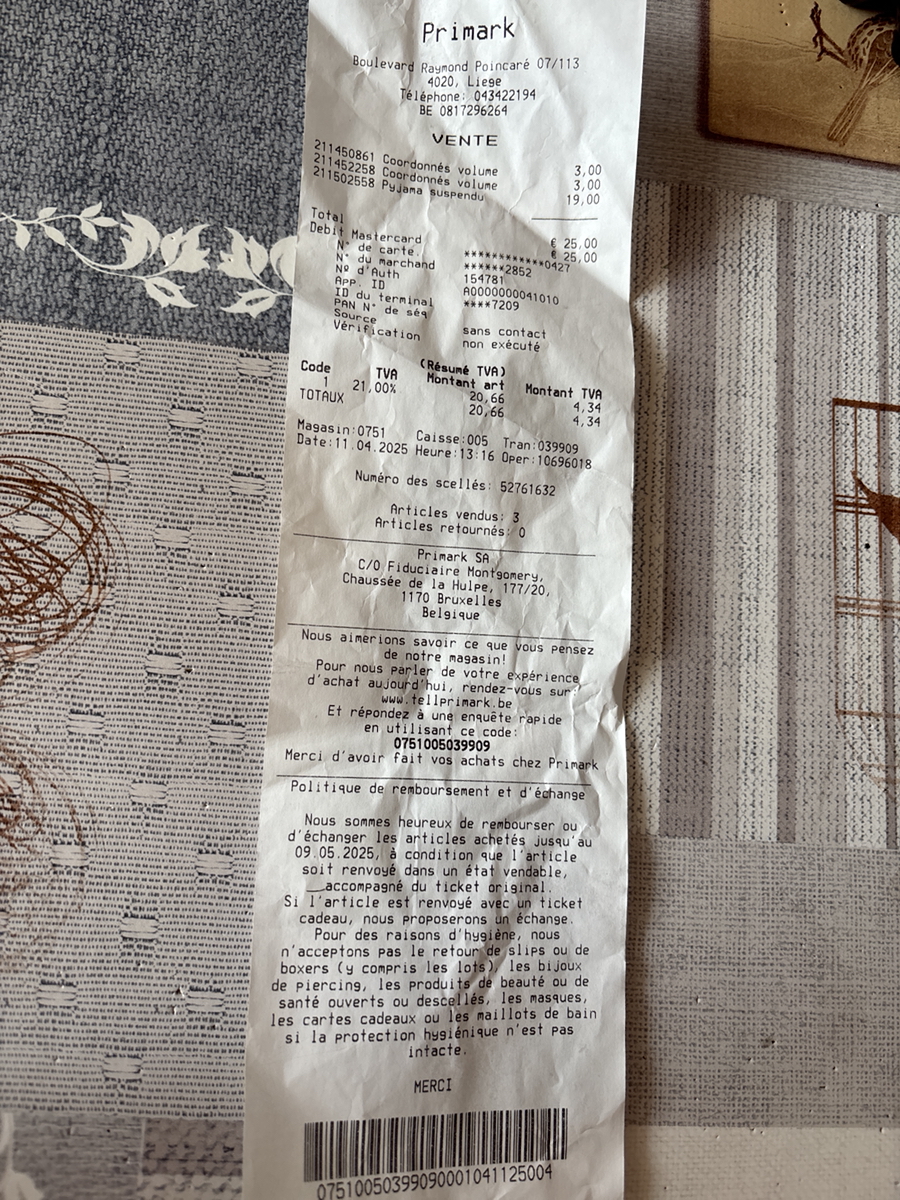 Primark
Boulevard Raymond Poincaré 07/113
4020, Liege
Téléphone: 043422194
BE 0817296264
VENTE
211450861 Coordonnés volume 3,00
211452258 Coordonnés volume 3,00
211502558 Pyjama suspendu 19,00
Total € 25,00
Debit Mastercard € 25,00
N° de carte. ************0427
N° du marchand ******2852
Nº d'Auth 154781
App. ID A0000000041010
ID du terminal ****7209
PAN N° de séq
Source sans contact
Vérification non exécuté
(Résumé TVA)
Code TVA Montant art Montant TVA
1 21,00% 20,66 4,34
TOTAUX 20,66 4,34
Magasin:0751 Caisse:005 Tran:039909
Date:11.04.2025 Heure:13:16 Oper:10696018
Numéro des scellés: 52761632
Articles vendus: 3
Articles retournés: 0
Primark SA
C/O Fiduciaire Montgomery,
Chaussée de la Hulpe, 177/20,
1170 Bruxelles
Belgique
Nous aimerions savoir ce que vous pensez
de notre magasin!
Pour nous parler de votre expérience
d'achat aujourd'hui, rendez-vous sur:
www.tellprimark.be
Et répondez à une enquête rapide
en utilisant ce code:
0751005039909
Merci d'avoir fait vos achats chez Primark
Politique de remboursement et d'échange
Nous sommes heureux de rembourser ou
d'échanger les articles achetés jusqu'au
09.05.2025, à condition que l'article
soit renvoyé dans un état vendable,
accompagné du ticket original.
Si l'article est renvoyé avec un ticket
cadeau, nous proposerons un échange.
Pour des raisons d'hygiène, nous
n'acceptons pas le retour de slips ou de
boxers (y compris les lots), les bijoux
de piercing, les produits de beauté ou de
santé ouverts ou descellés, les masques,
les cartes cadeaux ou les maillots de bain
si la protection hygiénique n'est pas
intacte.
MERCI
0751005039909000104112​5004